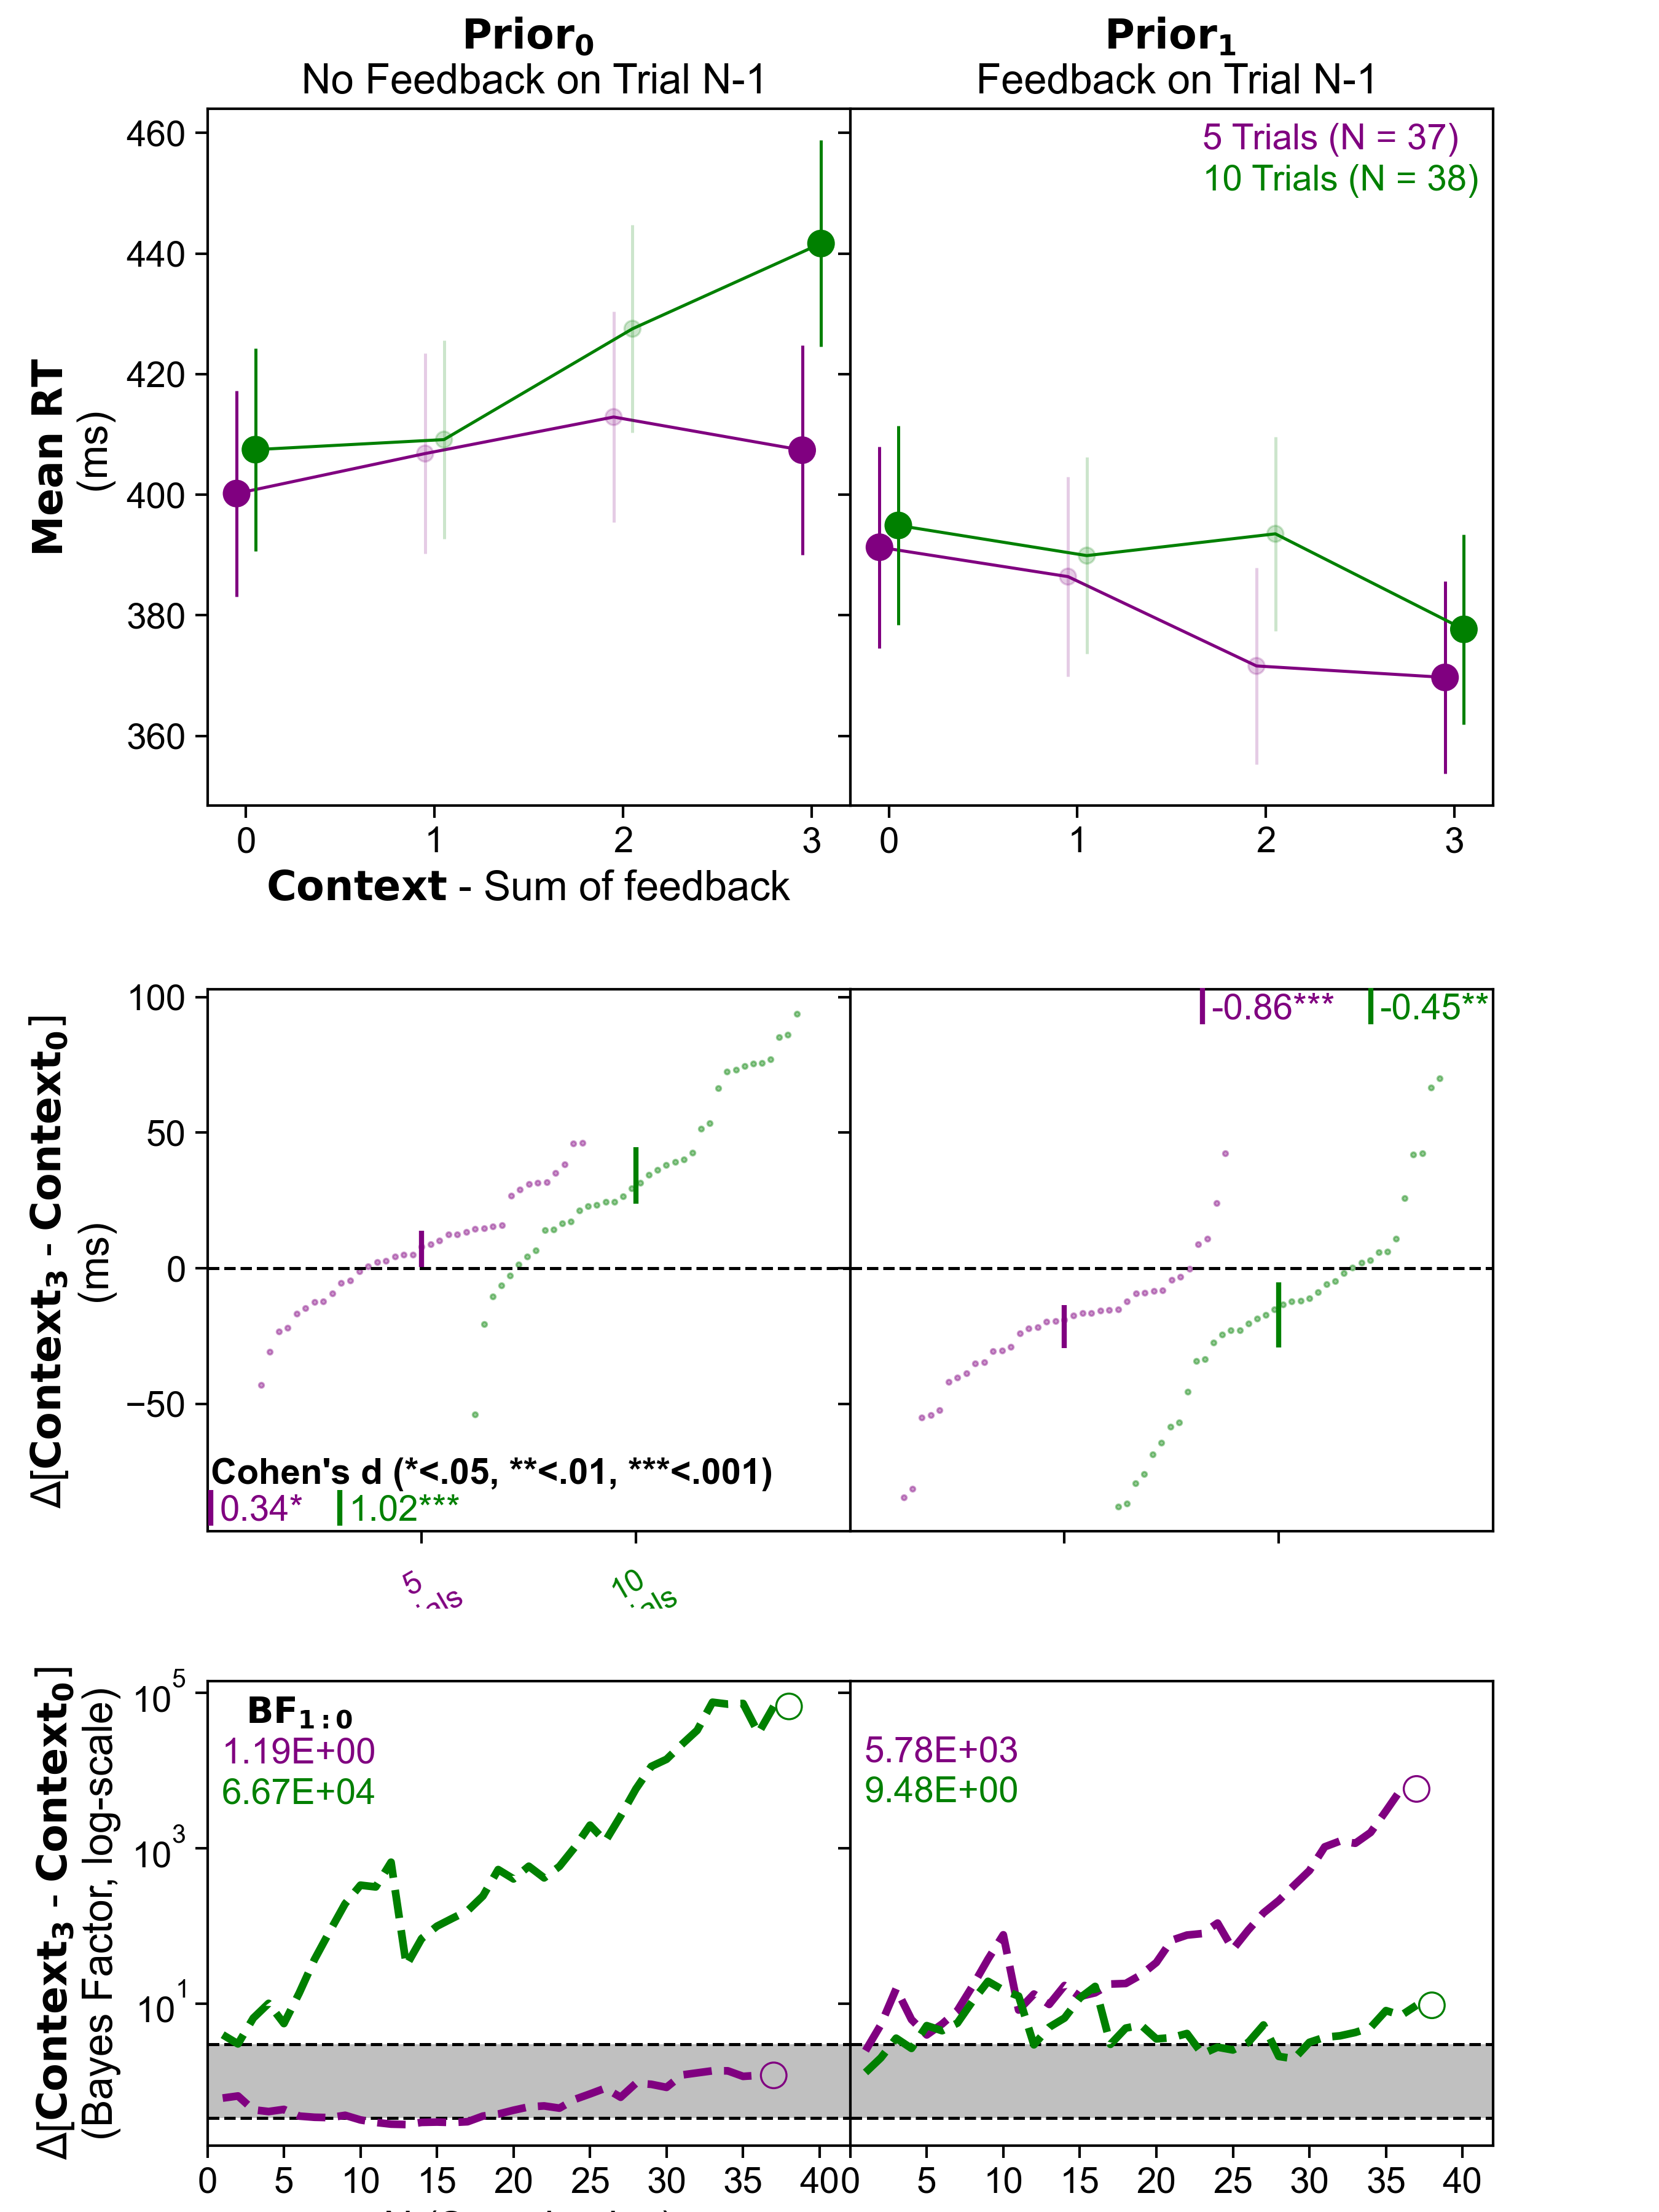 Prior0
No Feedback on Trial N-1
Prior1
Feedback on Trial N-1
5 Trials (N = 37)
10 Trials (N = 38)
Mean RT
(ms)
460
440
420
400
380
360
0 1 2 3
0 1 2 3
Context - Sum of feedback
Δ[Context3 - Context0]
(ms)
100
50
0
−50
-0.86*** -0.45**
Cohen's d (*<.05, **<.01, ***<.001)
0.34* 1.02***
5
10
Δ[Context3 - Context0]
(Bayes Factor, log-scale)
10^5
10^3
10^1
BF1:0
1.19E+00
6.67E+04
5.78E+03
9.48E+00
0 5 10 15 20 25 30 35 40
0 5 10 15 20 25 30 35 40